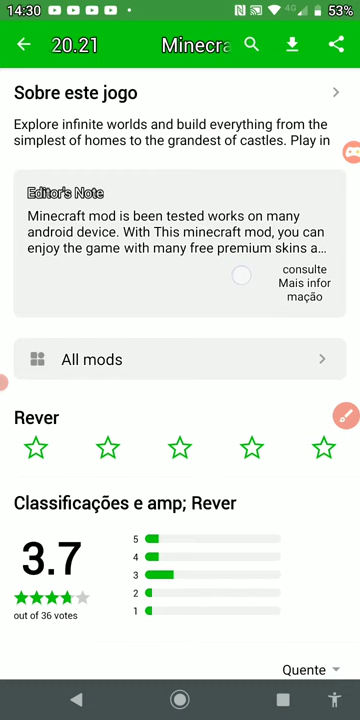 14:30
4G
53%
20.21
Minecra
Sobre este jogo
Explore infinite worlds and build everything from the
simplest of homes to the grandest of castles. Play in
Editor's Note
Minecraft mod is been tested works on many
android device. With This minecraft mod, you can
enjoy the game with many free premium skins a...
consulte
Mais infor
mação
All mods
Rever
Classificações e amp; Rever
3.7
out of 36 votes
5
4
3
2
1
Quente